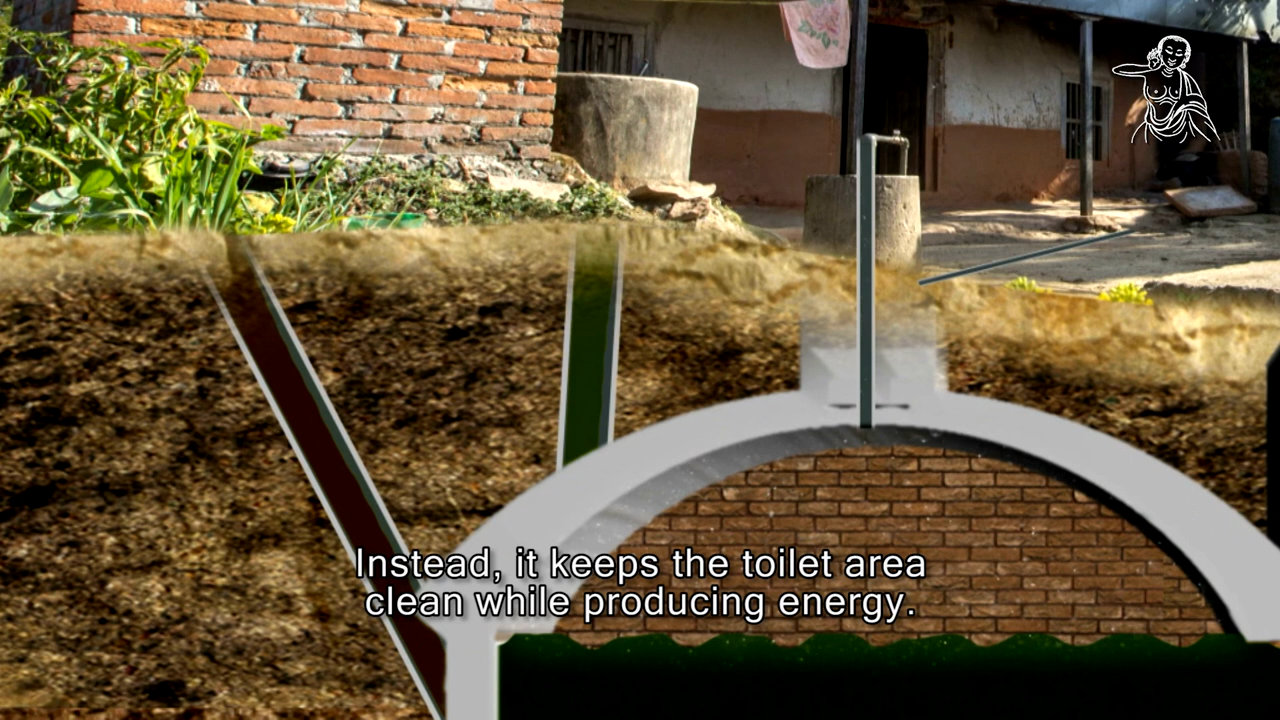 Instead, it keeps the toilet area
clean while producing energy.